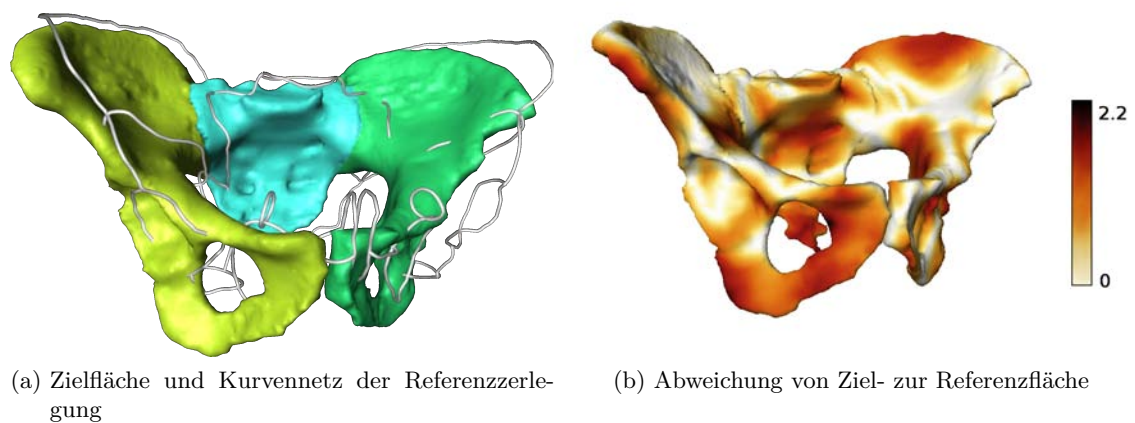 2.2
0
(a) Zielfläche und Kurvennetz der Referenzzerle-
gung
(b) Abweichung von Ziel- zur Referenzfläche